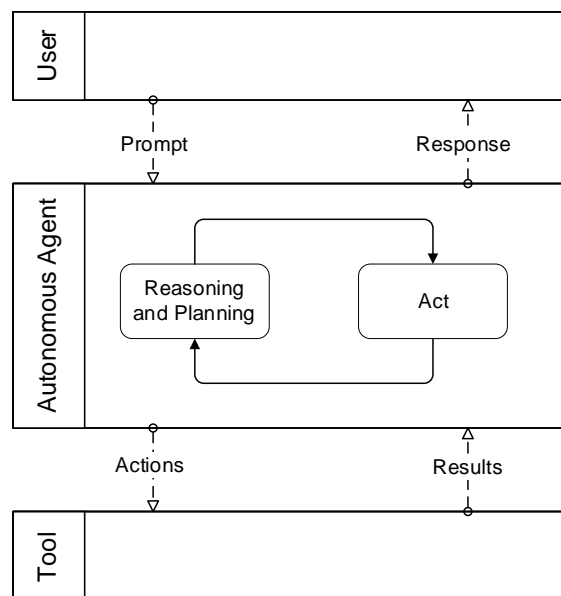 User
Prompt
Response
Autonomous Agent
Reasoning
and Planning
Act
Actions
Results
Tool